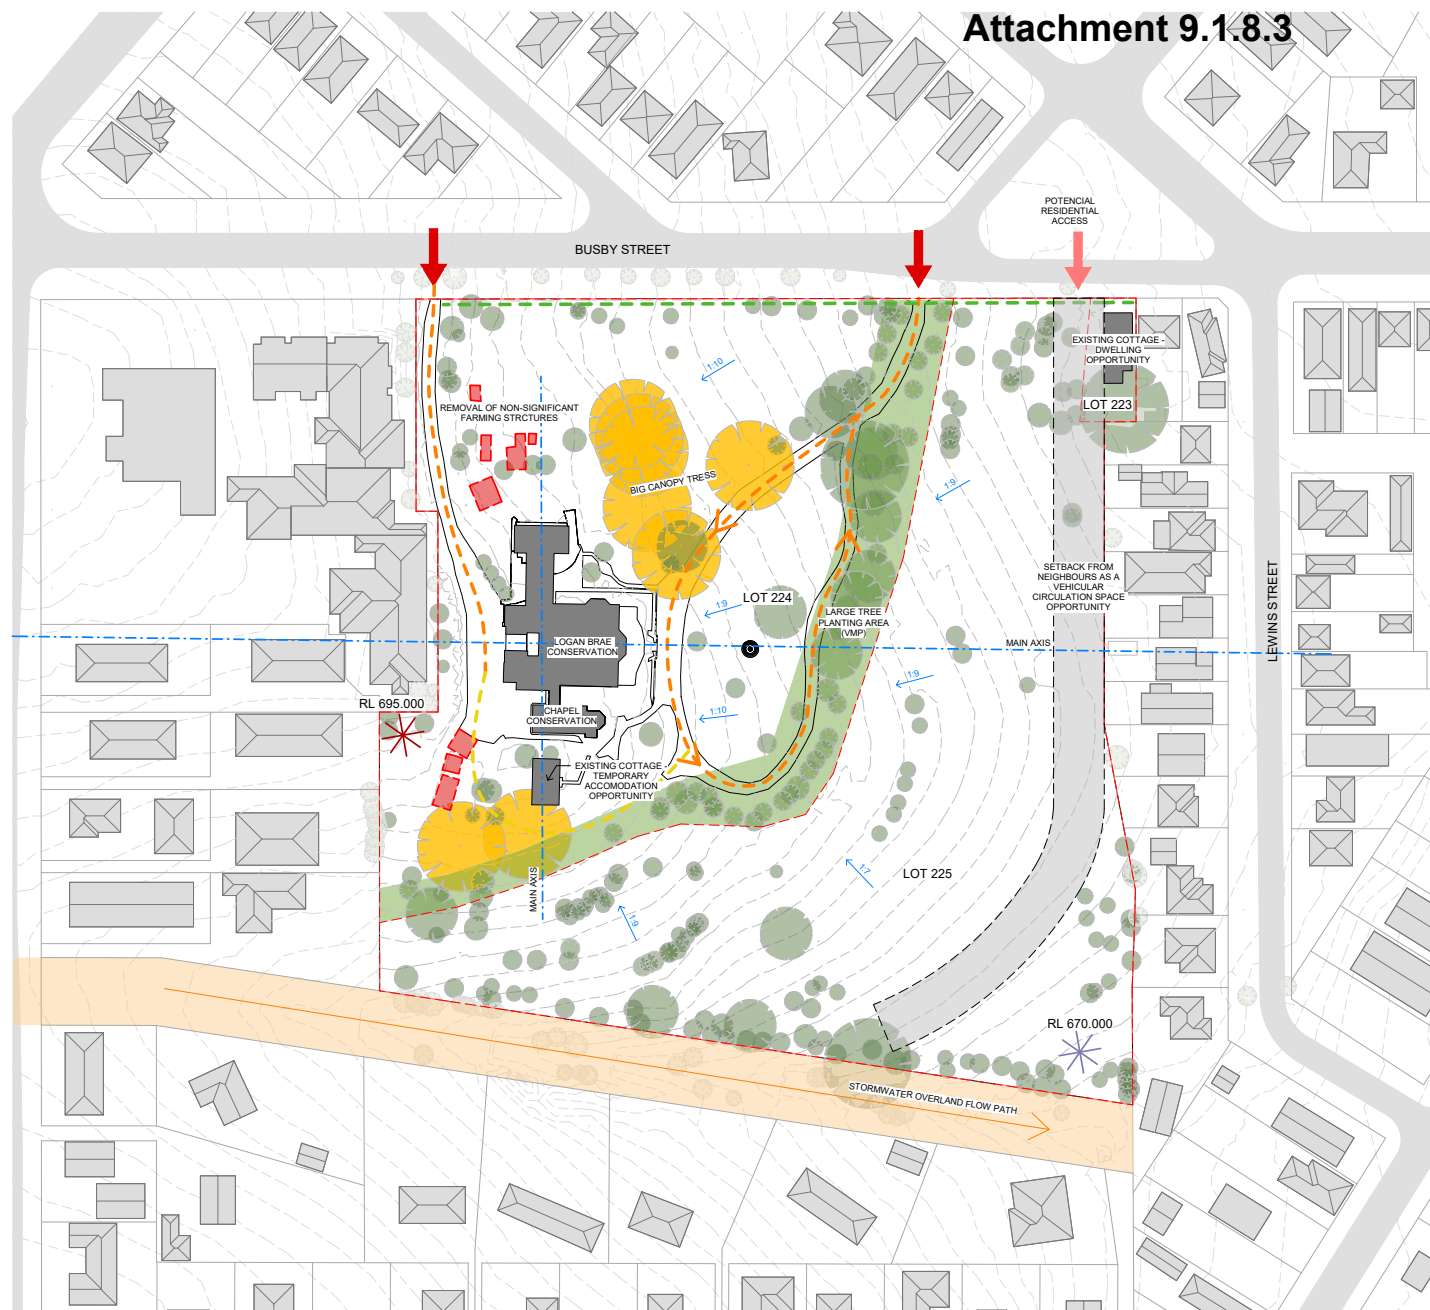 Attachment 9.1.8.3
POTENCIAL
RESIDENTIAL
ACCESS
BUSBY STREET
EXISTING COTTAGE -
DWELLING
OPPORTUNITY
1:10
LOT 223
REMOVAL OF NON-SIGNIFICANT
FARMING STRCTURES
BIG CANOPY TRESS
1:9
SETBACK FROM
NEIGHBOURS AS A
VEHICULAR
CIRCULATION SPACE
OPPORTUNITY
LEWINS STREET
LOT 224
1:9
LARGE TREE
PLANTING AREA
(VMP)
LOGAN BRAE
CONSERVATION
MAIN AXIS
1:9
RL 695.000
CHAPEL
CONSERVATION
1:10
EXISTING COTTAGE -
TEMPORARY
ACCOMODATION
OPPORTUNITY
MAIN AXIS
1:7
LOT 225
1:9
RL 670.000
STORMWATER OVERLAND FLOW PATH